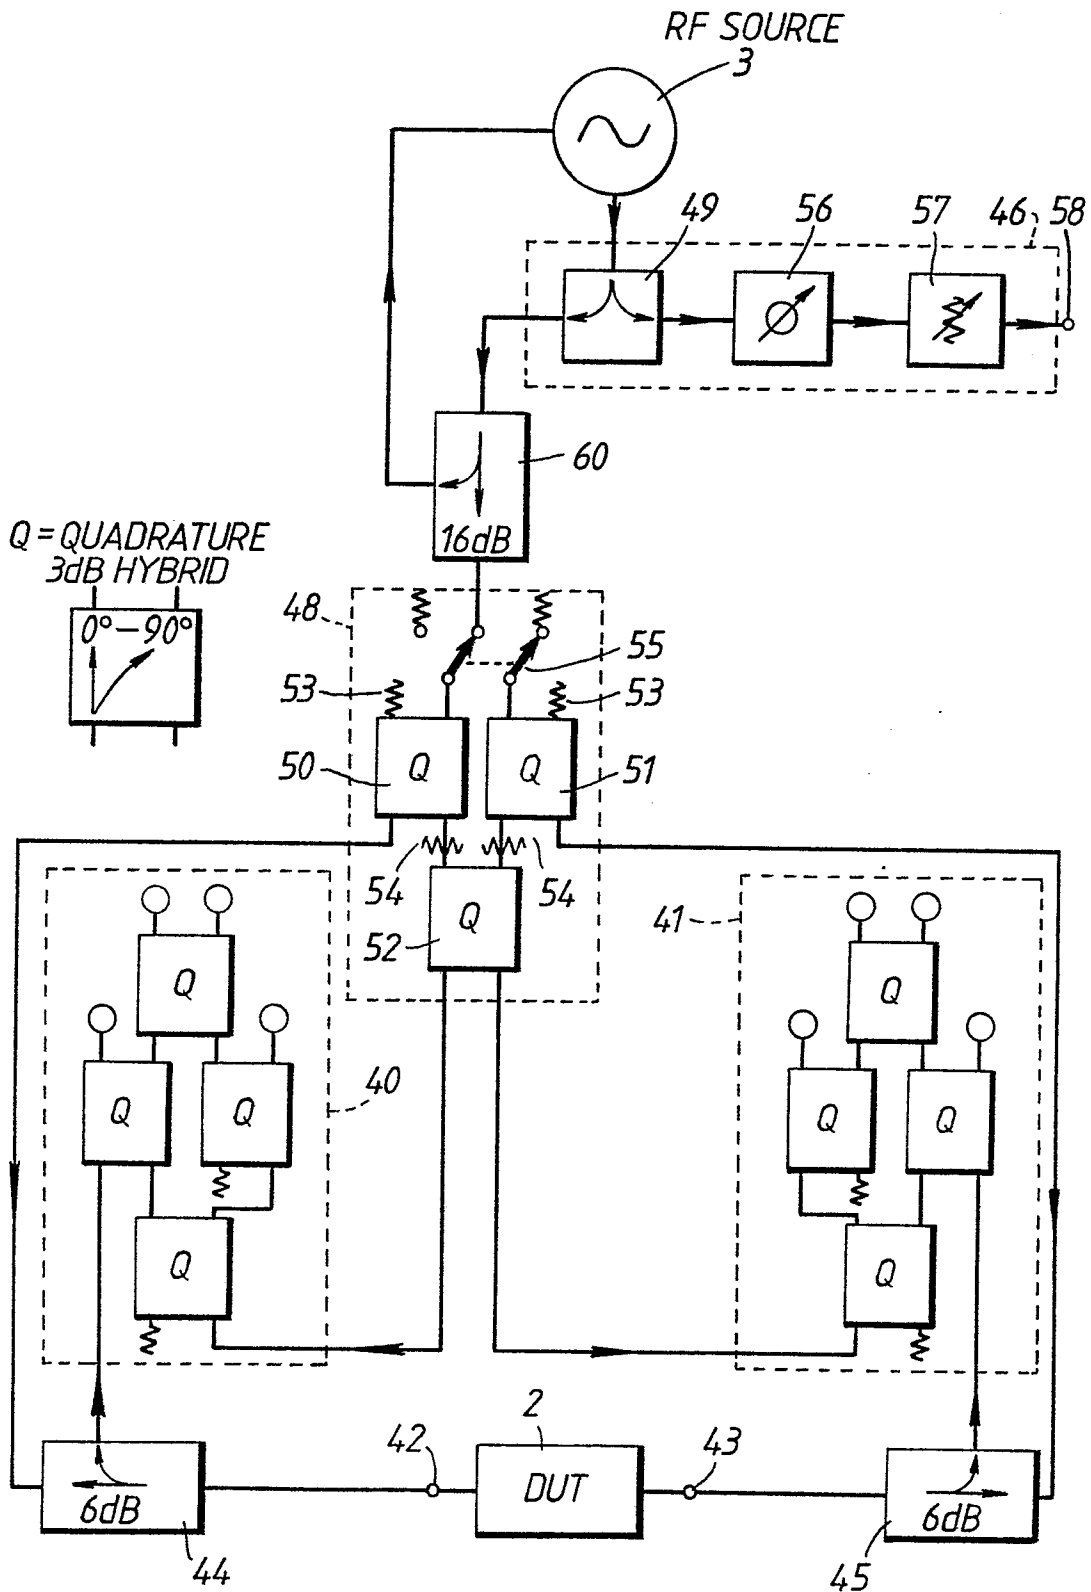 RF SOURCE
3
49
56
57
46
58
60
16dB
Q = QUADRATURE
3dB HYBRID
0° – 90°
48
55
53
53
50
Q
Q
51
54
54
52
Q
41
Q
Q
40
Q
Q
Q
Q
Q
Q
Q
2
42
43
DUT
6dB
6dB
44
45